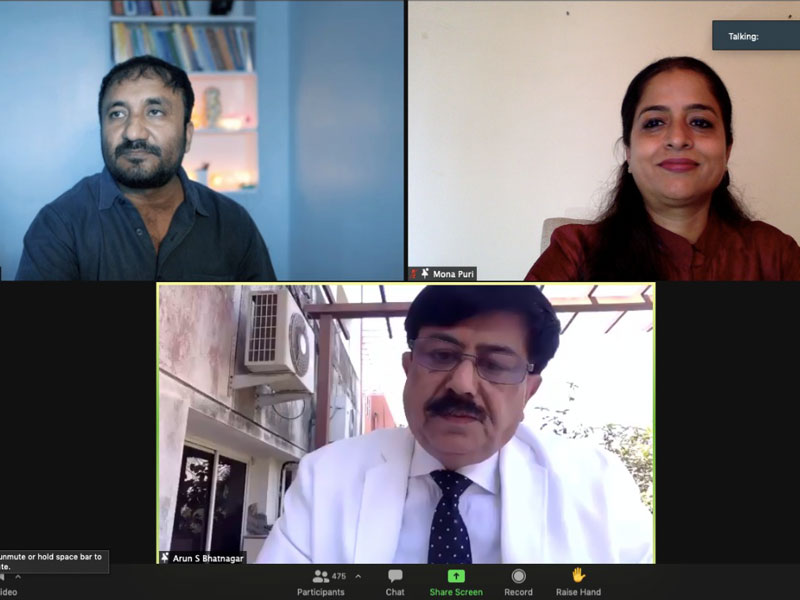 Talking:
Mona Puri
Arun S Bhatnagar
unmute or hold space bar to
te.
ideo
Participants
475
Chat
Share Screen
Record
Raise Hand